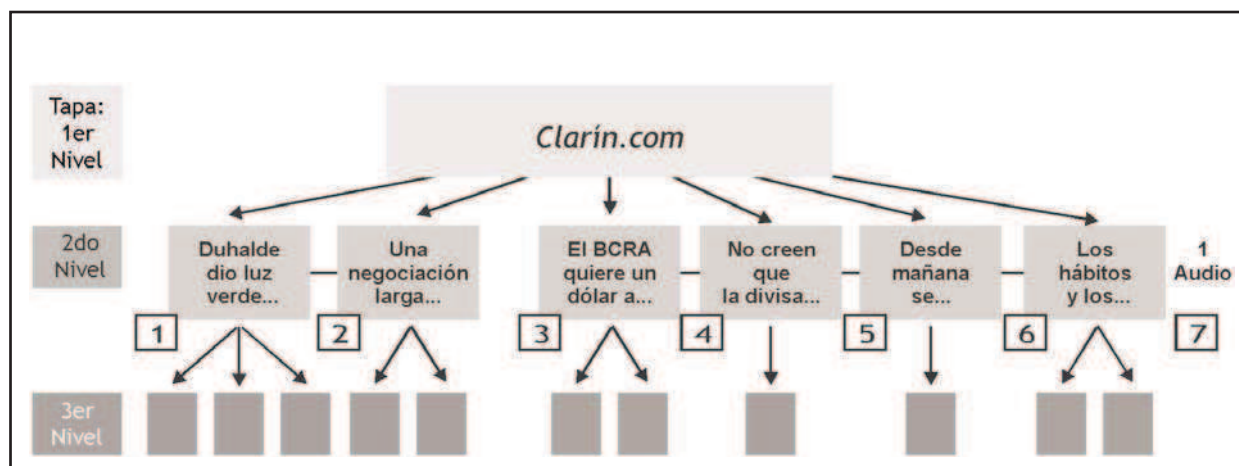 Tapa:
1er
Nivel
Clarín.com
2do
Nivel
Duhalde
dio luz
verde...
Una
negociación
larga...
El BCRA
quiere un
dólar a...
No creen
que
la divisa...
Desde
mañana
se...
Los
hábitos
y los...
1
Audio
1
2
3
4
5
6
7
3er
Nivel